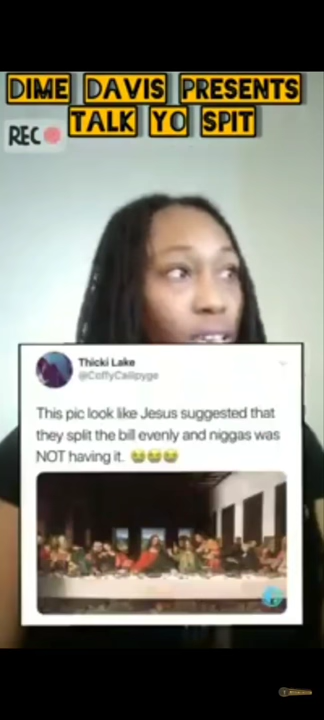 DIME DAVIS PRESENTS
TALK YO SPIT
REC
Thicki Lake
@CoffyCallipyge
This pic look like Jesus suggested that
they split the bill evenly and niggas was
NOT having it. 😂😂😂